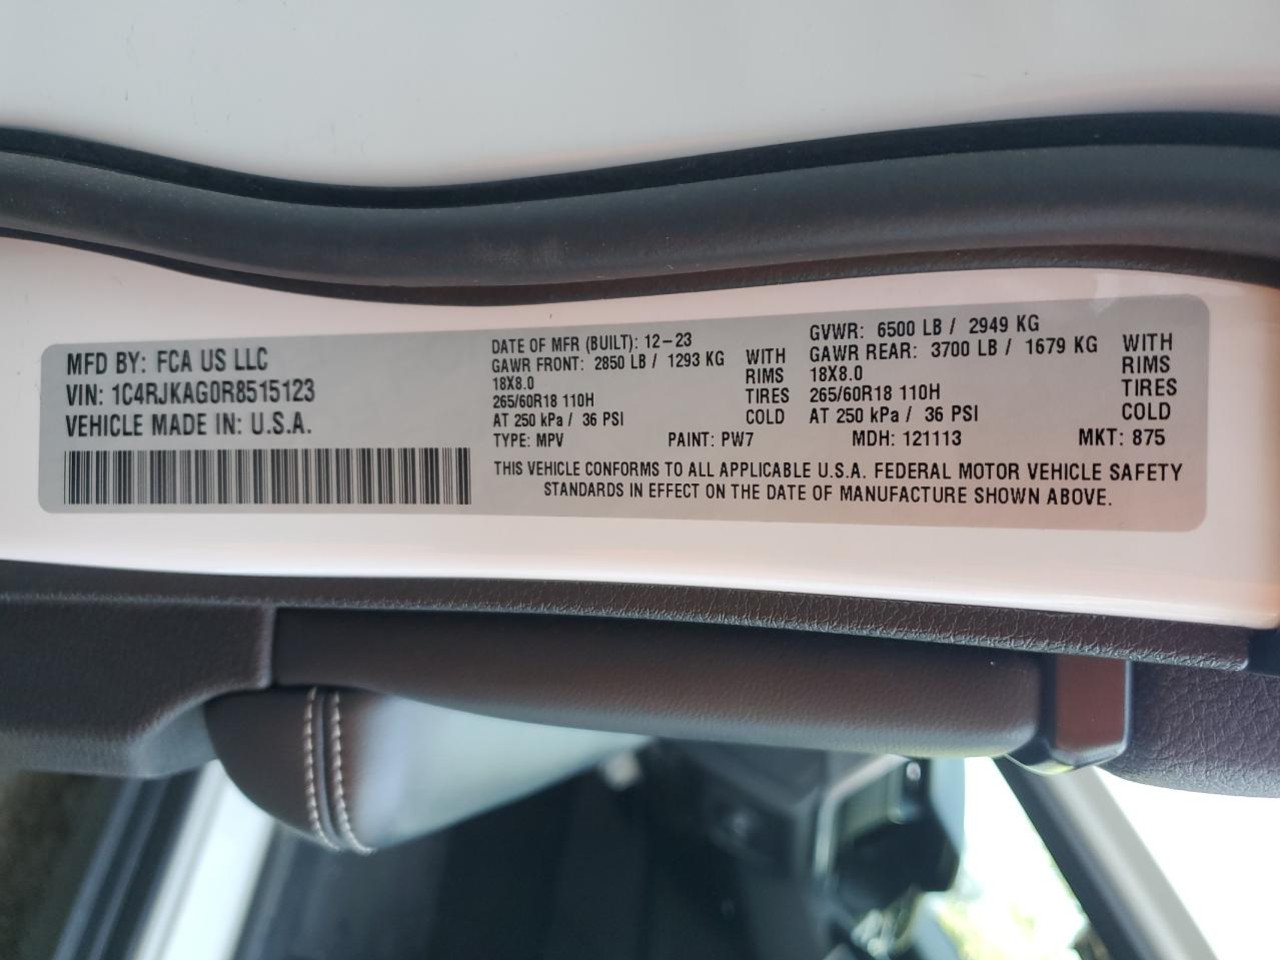 MFD BY: FCA US LLC
VIN: 1C4RJKAG0R8515123
VEHICLE MADE IN: U.S.A.
DATE OF MFR (BUILT): 12-23
GAWR FRONT: 2850 LB / 1293 KG WITH
18X8.0 RIMS
265/60R18 110H TIRES
AT 250 kPa / 36 PSI COLD
GVWR: 6500 LB / 2949 KG
GAWR REAR: 3700 LB / 1679 KG WITH
18X8.0 RIMS
265/60R18 110H TIRES
AT 250 kPa / 36 PSI COLD
TYPE: MPV PAINT: PW7 MDH: 121113 MKT: 875
THIS VEHICLE CONFORMS TO ALL APPLICABLE U.S.A. FEDERAL MOTOR VEHICLE SAFETY
STANDARDS IN EFFECT ON THE DATE OF MANUFACTURE SHOWN ABOVE.